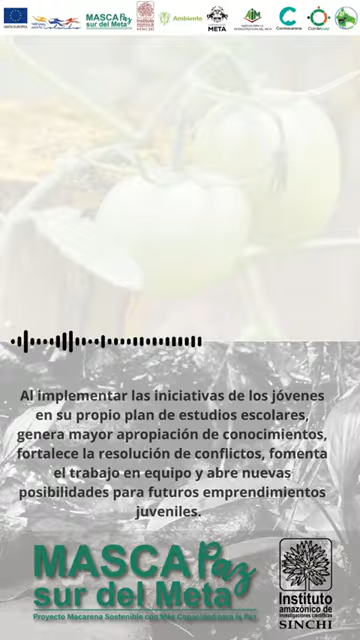 MASCAPaz
sur del Meta
SINCHI
Ambiente
META
Cormacarena
Al implementar las iniciativas de los jóvenes
en su propio plan de estudios escolares,
genera mayor apropiación de conocimientos,
fortalece la resolución de conflictos, fomenta
el trabajo en equipo y abre nuevas
posibilidades para futuros emprendimientos
juveniles.
MASCAPaz
sur del Meta
Proyecto Macarena Sostenible con Más Capacidad para la Paz
Instituto
amazónico de
investigaciones científicas
SINCHI